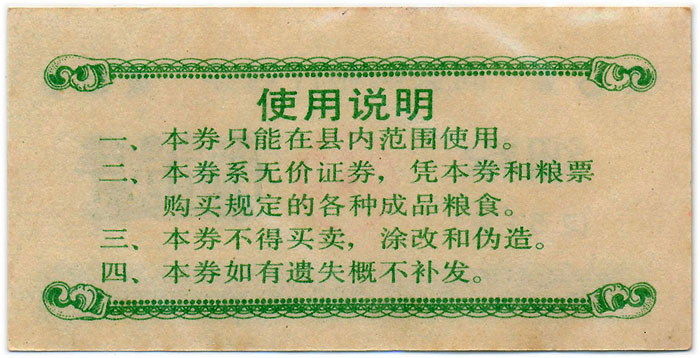 使用说明
一、本券只能在县内范围使用。
二、本券系无价证券，凭本券和粮票
购买规定的各种成品粮食。
三、本券不得买卖，涂改和伪造。
四、本券如有遗失概不补发。